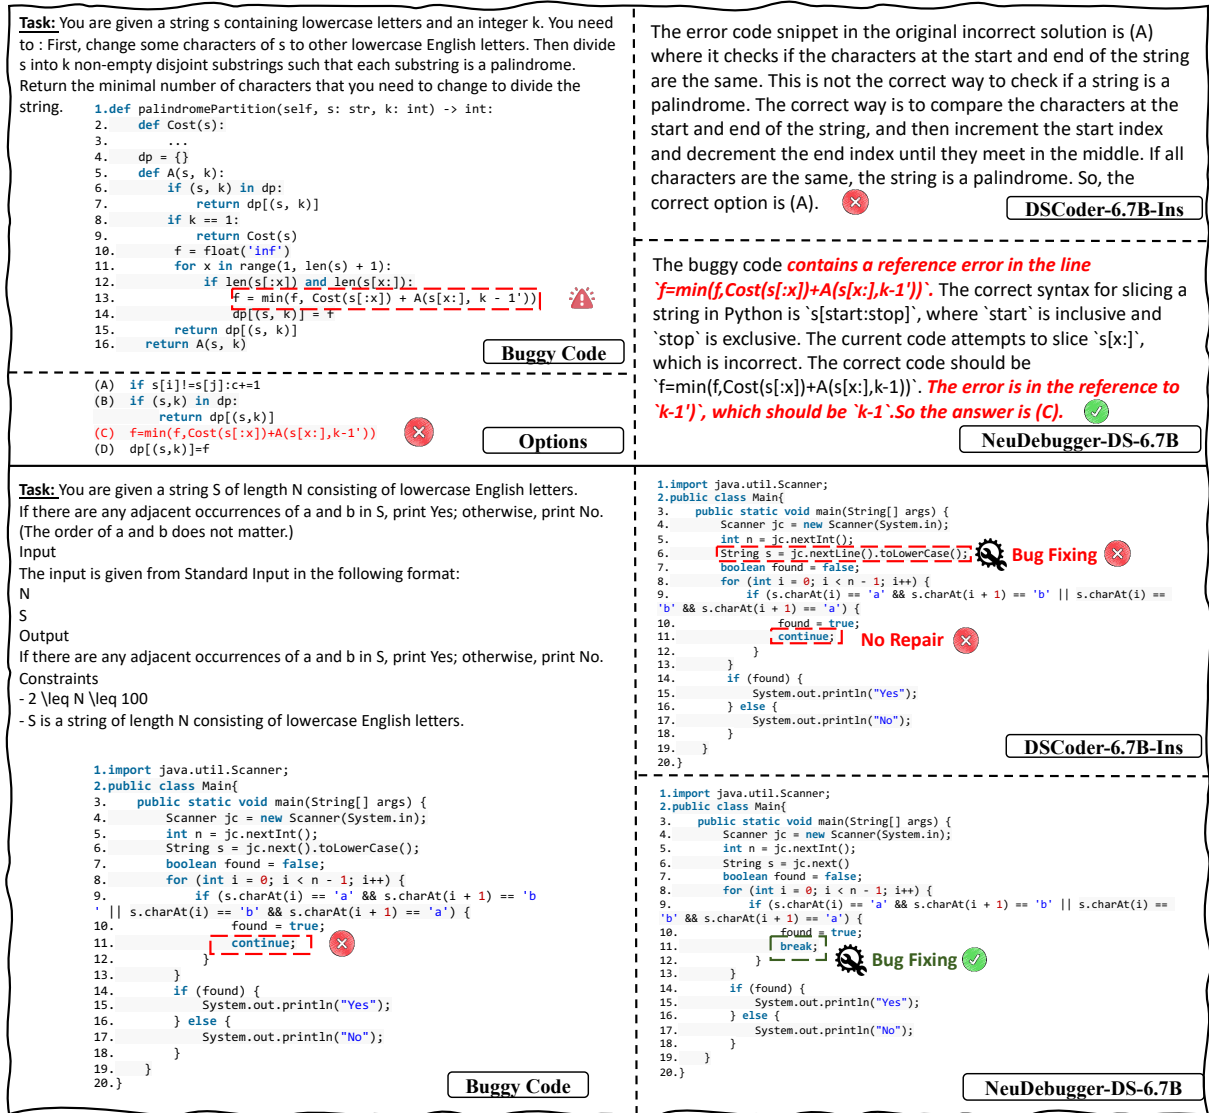 Task: You are given a string s containing lowercase letters and an integer k. You need
to : First, change some characters of s to other lowercase English letters. Then divide
s into k non-empty disjoint substrings such that each substring is a palindrome.
Return the minimal number of characters that you need to change to divide the
string.
1.def palindromePartition(self, s: str, k: int) -> int:
2.    def Cost(s):
3.        ...
4.    dp = {}
5.    def A(s, k):
6.        if (s, k) in dp:
7.            return dp[(s, k)]
8.        if k == 1:
9.            return Cost(s)
10.        f = float('inf')
11.        for x in range(1, len(s) + 1):
12.            if len(s[:x]) and len(s[x:]):
13.                f = min(f, Cost(s[:x]) + A(s[x:], k - 1'))
14.                dp[(s, k)] = f
15.        return dp[(s, k)]
16.    return A(s, k)
Buggy Code
(A)  if s[i]!=s[j]:c+=1
(B)  if (s,k) in dp:
         return dp[(s,k)]
(C)  f=min(f,Cost(s[:x])+A(s[x:],k-1'))
(D)  dp[(s,k)]=f
Options
The error code snippet in the original incorrect solution is (A)
where it checks if the characters at the start and end of the string
are the same. This is not the correct way to check if a string is a
palindrome. The correct way is to compare the characters at the
start and end of the string, and then increment the start index
and decrement the end index until they meet in the middle. If all
characters are the same, the string is a palindrome. So, the
correct option is (A).
DSCoder-6.7B-Ins
The buggy code contains a reference error in the line
`f=min(f,Cost(s[:x])+A(s[x:],k-1'))`. The correct syntax for slicing a
string in Python is `s[start:stop]`, where `start` is inclusive and
`stop` is exclusive. The current code attempts to slice `s[x:]`,
which is incorrect. The correct code should be
`f=min(f,Cost(s[:x])+A(s[x:],k-1))`. The error is in the reference to
`k-1')`, which should be `k-1`.So the answer is (C).
NeuDebugger-DS-6.7B
Task: You are given a string S of length N consisting of lowercase English letters.
If there are any adjacent occurrences of a and b in S, print Yes; otherwise, print No.
(The order of a and b does not matter.)
Input
The input is given from Standard Input in the following format:
N
S
Output
If there are any adjacent occurrences of a and b in S, print Yes; otherwise, print No.
Constraints
- 2 \leq N \leq 100
- S is a string of length N consisting of lowercase English letters.
1.import java.util.Scanner;
2.public class Main{
3.    public static void main(String[] args) {
4.        Scanner jc = new Scanner(System.in);
5.        int n = jc.nextInt();
6.        String s = jc.next().toLowerCase();
7.        boolean found = false;
8.        for (int i = 0; i < n - 1; i++) {
9.            if (s.charAt(i) == 'a' && s.charAt(i + 1) == 'b
' || s.charAt(i) == 'b' && s.charAt(i + 1) == 'a') {
10.                found = true;
11.                continue;
12.            }
13.        }
14.        if (found) {
15.            System.out.println("Yes");
16.        } else {
17.            System.out.println("No");
18.        }
19.    }
20.}
Buggy Code
1.import java.util.Scanner;
2.public class Main{
3.    public static void main(String[] args) {
4.        Scanner jc = new Scanner(System.in);
5.        int n = jc.nextInt();
6.        String s = jc.nextLine().toLowerCase(); Bug Fixing
7.        boolean found = false;
8.        for (int i = 0; i < n - 1; i++) {
9.            if (s.charAt(i) == 'a' && s.charAt(i + 1) == 'b' || s.charAt(i) ==
'b' && s.charAt(i + 1) == 'a') {
10.                found = true;
11.                continue; No Repair
12.            }
13.        }
14.        if (found) {
15.            System.out.println("Yes");
16.        } else {
17.            System.out.println("No");
18.        }
19.    }
20.}
DSCoder-6.7B-Ins
1.import java.util.Scanner;
2.public class Main{
3.    public static void main(String[] args) {
4.        Scanner jc = new Scanner(System.in);
5.        int n = jc.nextInt();
6.        String s = jc.next()
7.        boolean found = false;
8.        for (int i = 0; i < n - 1; i++) {
9.            if (s.charAt(i) == 'a' && s.charAt(i + 1) == 'b' || s.charAt(i) ==
'b' && s.charAt(i + 1) == 'a') {
10.                found = true;
11.                break;
12.            } Bug Fixing
13.        }
14.        if (found) {
15.            System.out.println("Yes");
16.        } else {
17.            System.out.println("No");
18.        }
19.    }
20.}
NeuDebugger-DS-6.7B